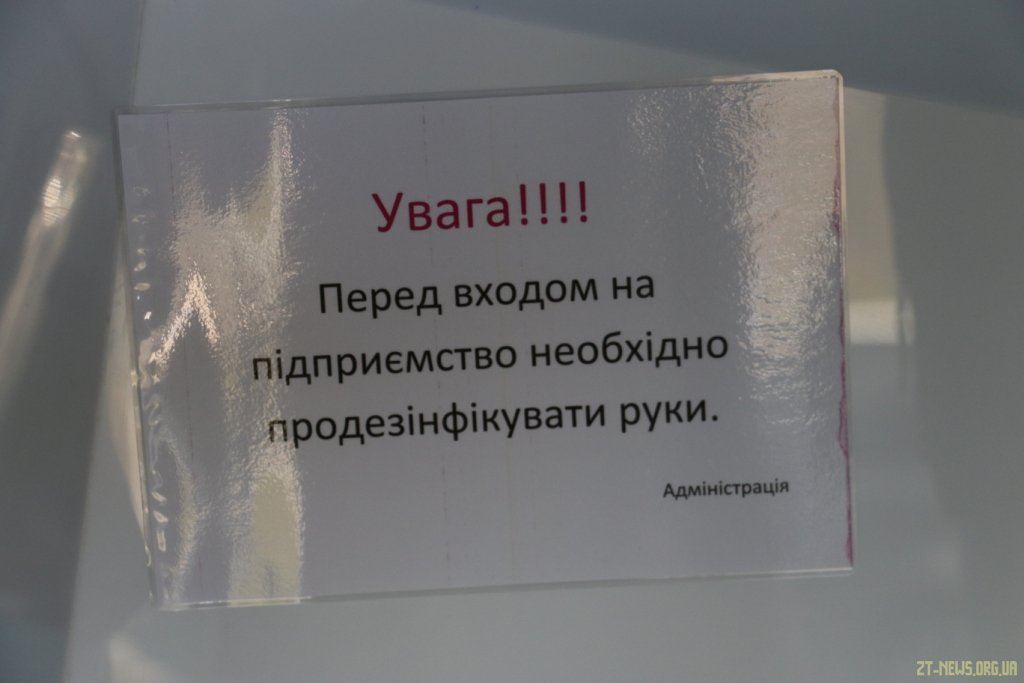 Увага!!!!
Перед входом на
підприємство необхідно
продезінфікувати руки.
Адміністрація
ZT-NEWS.ORG.UA